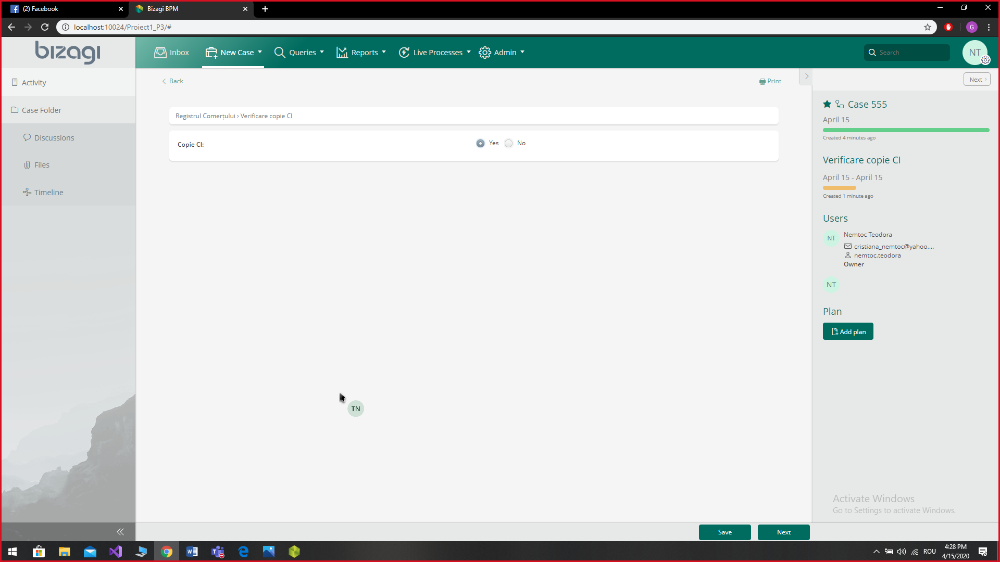 (2) Facebook
Bizagi BPM
localhost:10024/Proiect1_P3/#
G
bizagi
Inbox
New Case
Queries
Reports
Live Processes
Admin
Search
NT
Activity
Case Folder
Discussions
Files
Timeline
Back
Print
Registrul Comerțului › Verificare copie CI
Copie CI:
Yes
No
TN
Next
Case 555
April 15
Created 4 minutes ago
Verificare copie CI
April 15 - April 15
Created 1 minute ago
Users
NT
Nemtoc Teodora
cristiana_nemtoc@yahoo....
nemtoc.teodora
Owner
NT
Plan
Add plan
Activate Windows
Go to Settings to activate Windows.
Save
Next
ROU
4:28 PM
4/15/2020